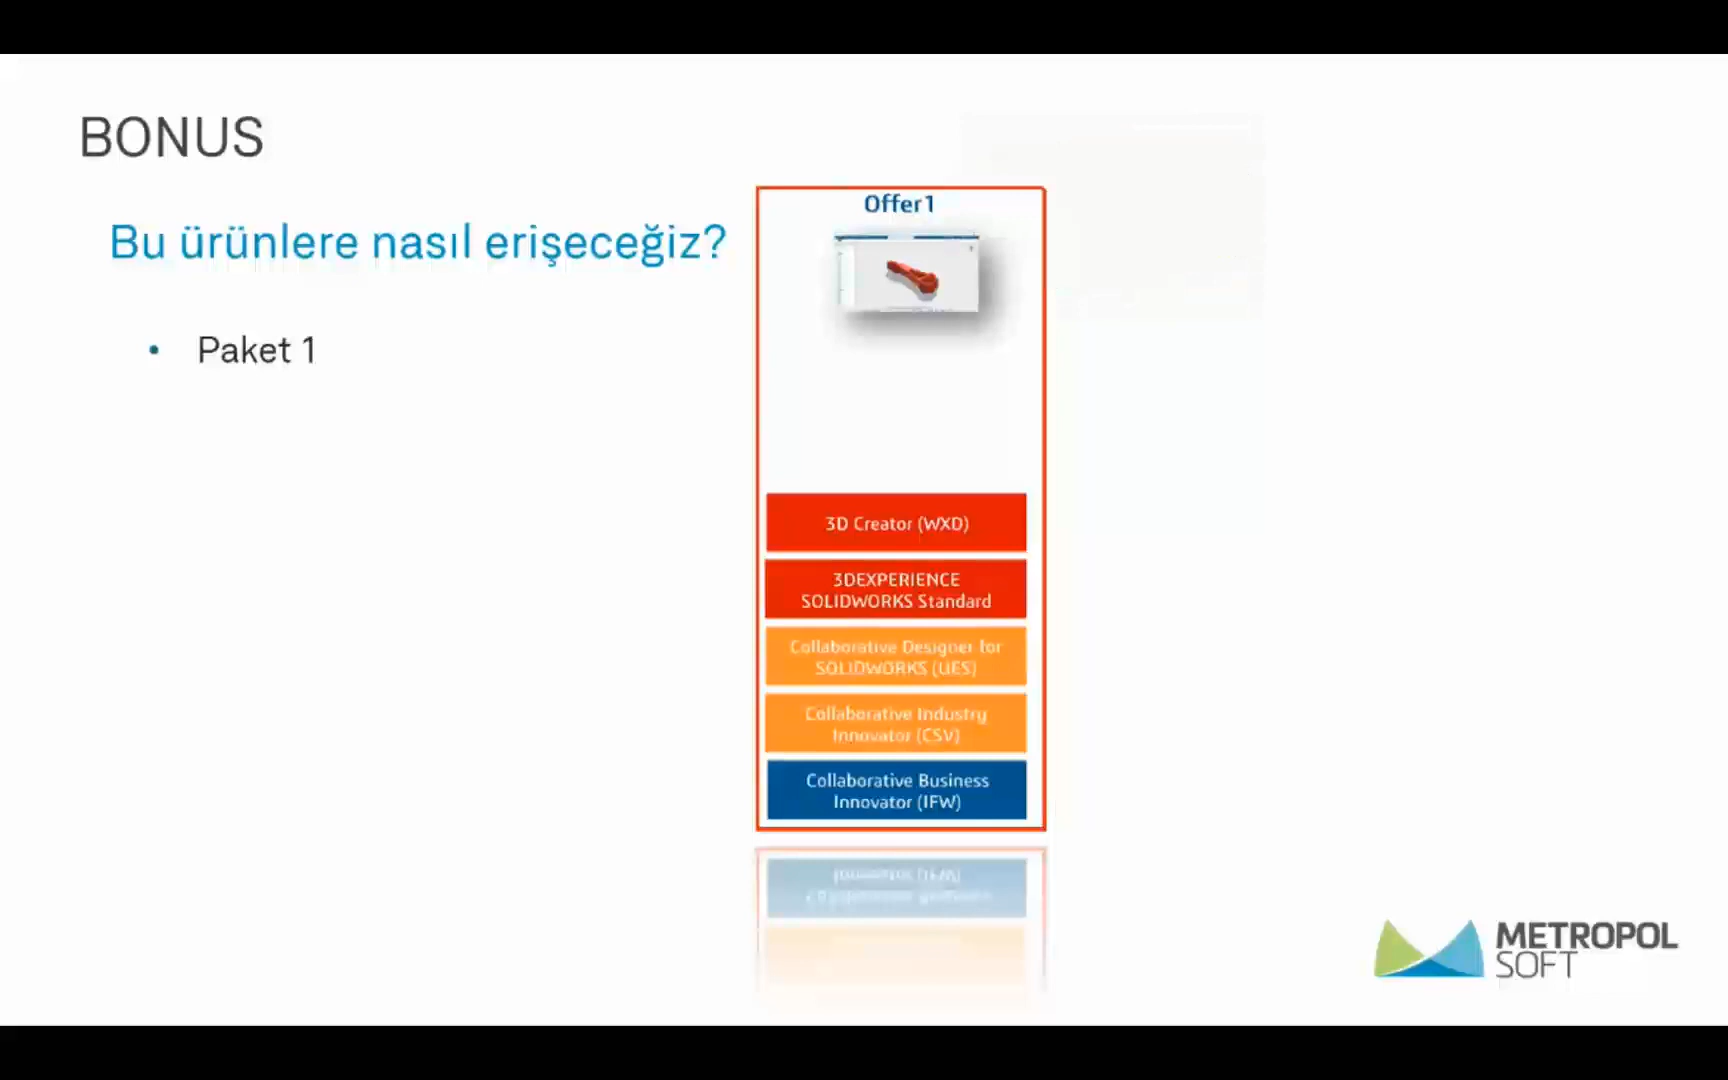 BONUS
Bu ürünlere nasıl erişeceğiz?
• Paket 1
Offer1
3D Creator (WXD)
3DEXPERIENCE
SOLIDWORKS Standard
Collaborative Designer for
SOLIDWORKS (UES)
Collaborative Industry
Innovator (CSV)
Collaborative Business
Innovator (IFW)
METROPOL
SOFT